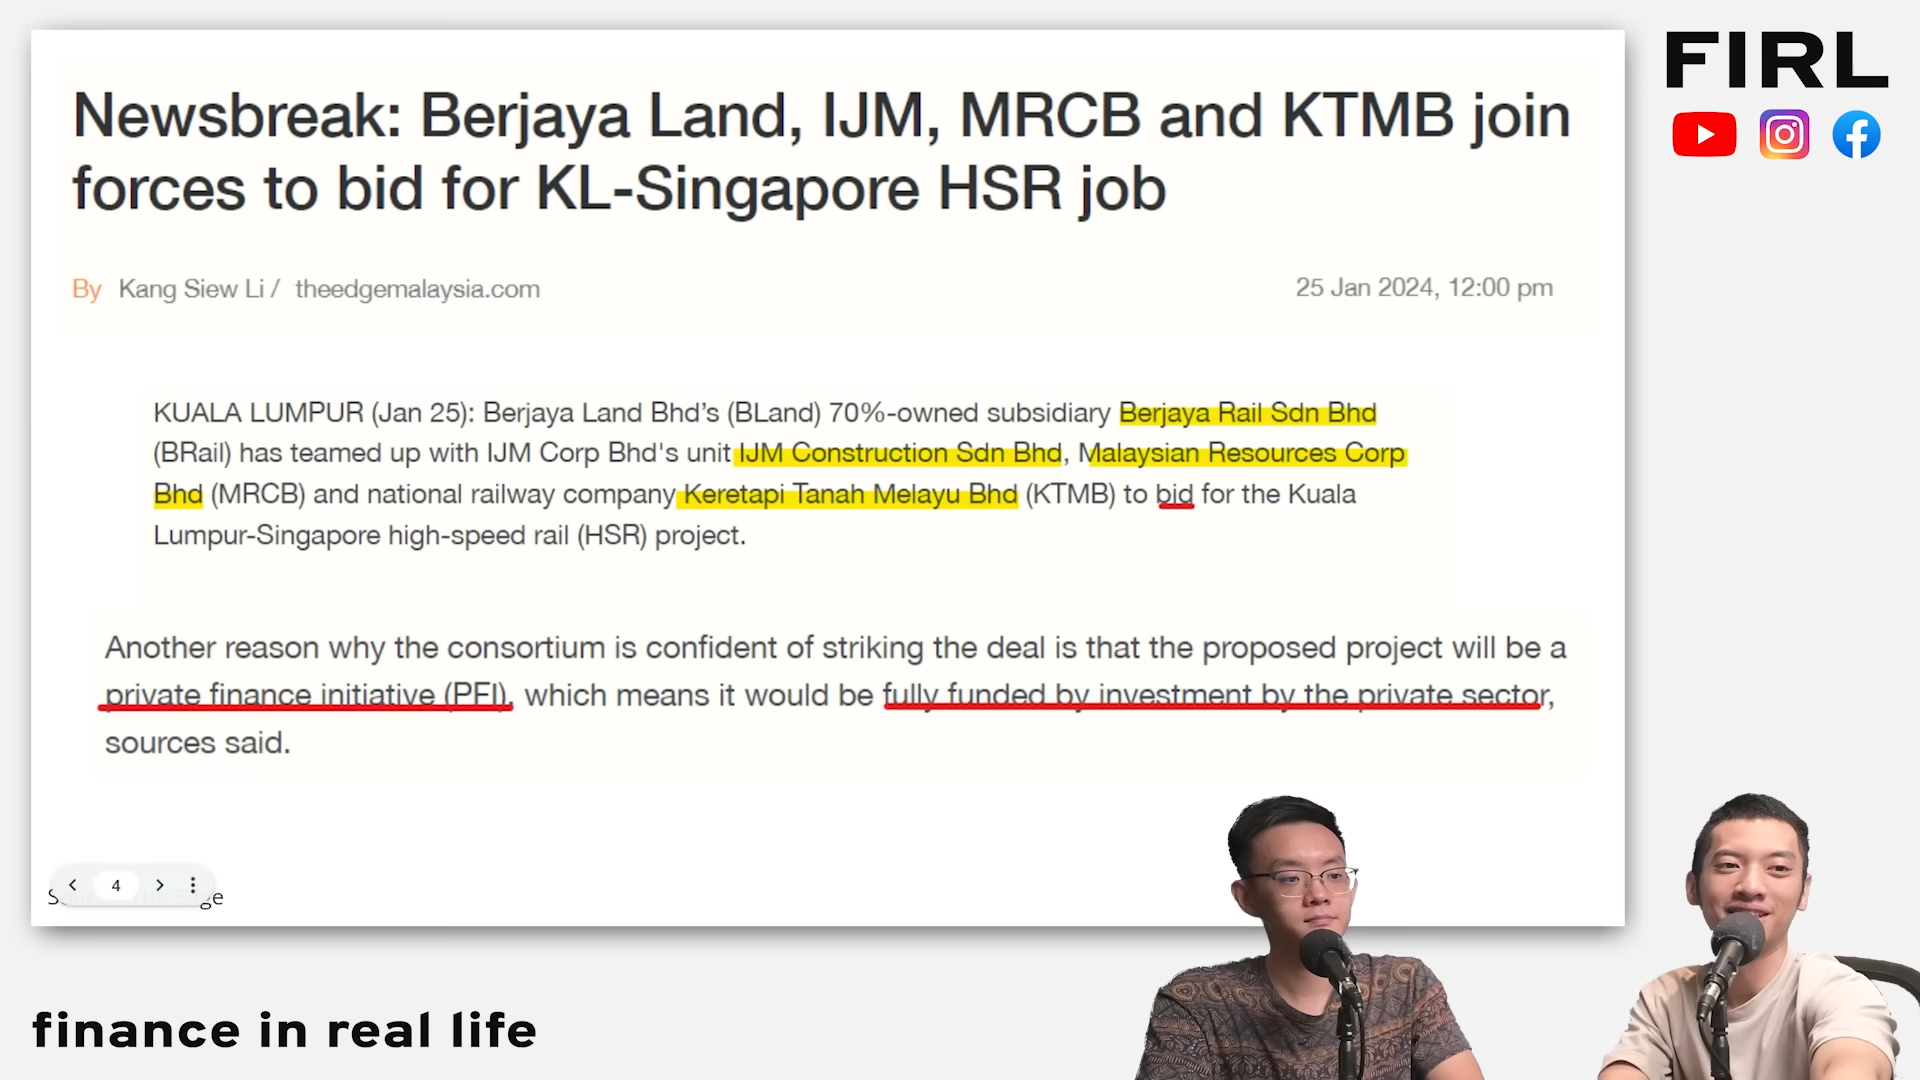 FIRL
Newsbreak: Berjaya Land, IJM, MRCB and KTMB join
forces to bid for KL-Singapore HSR job
By Kang Siew Li / theedgemalaysia.com
25 Jan 2024, 12:00 pm
KUALA LUMPUR (Jan 25): Berjaya Land Bhd’s (BLand) 70%-owned subsidiary Berjaya Rail Sdn Bhd
(BRail) has teamed up with IJM Corp Bhd's unit IJM Construction Sdn Bhd, Malaysian Resources Corp
Bhd (MRCB) and national railway company Keretapi Tanah Melayu Bhd (KTMB) to bid for the Kuala
Lumpur-Singapore high-speed rail (HSR) project.
Another reason why the consortium is confident of striking the deal is that the proposed project will be a
private finance initiative (PFI), which means it would be fully funded by investment by the private sector,
sources said.
4
finance in real life